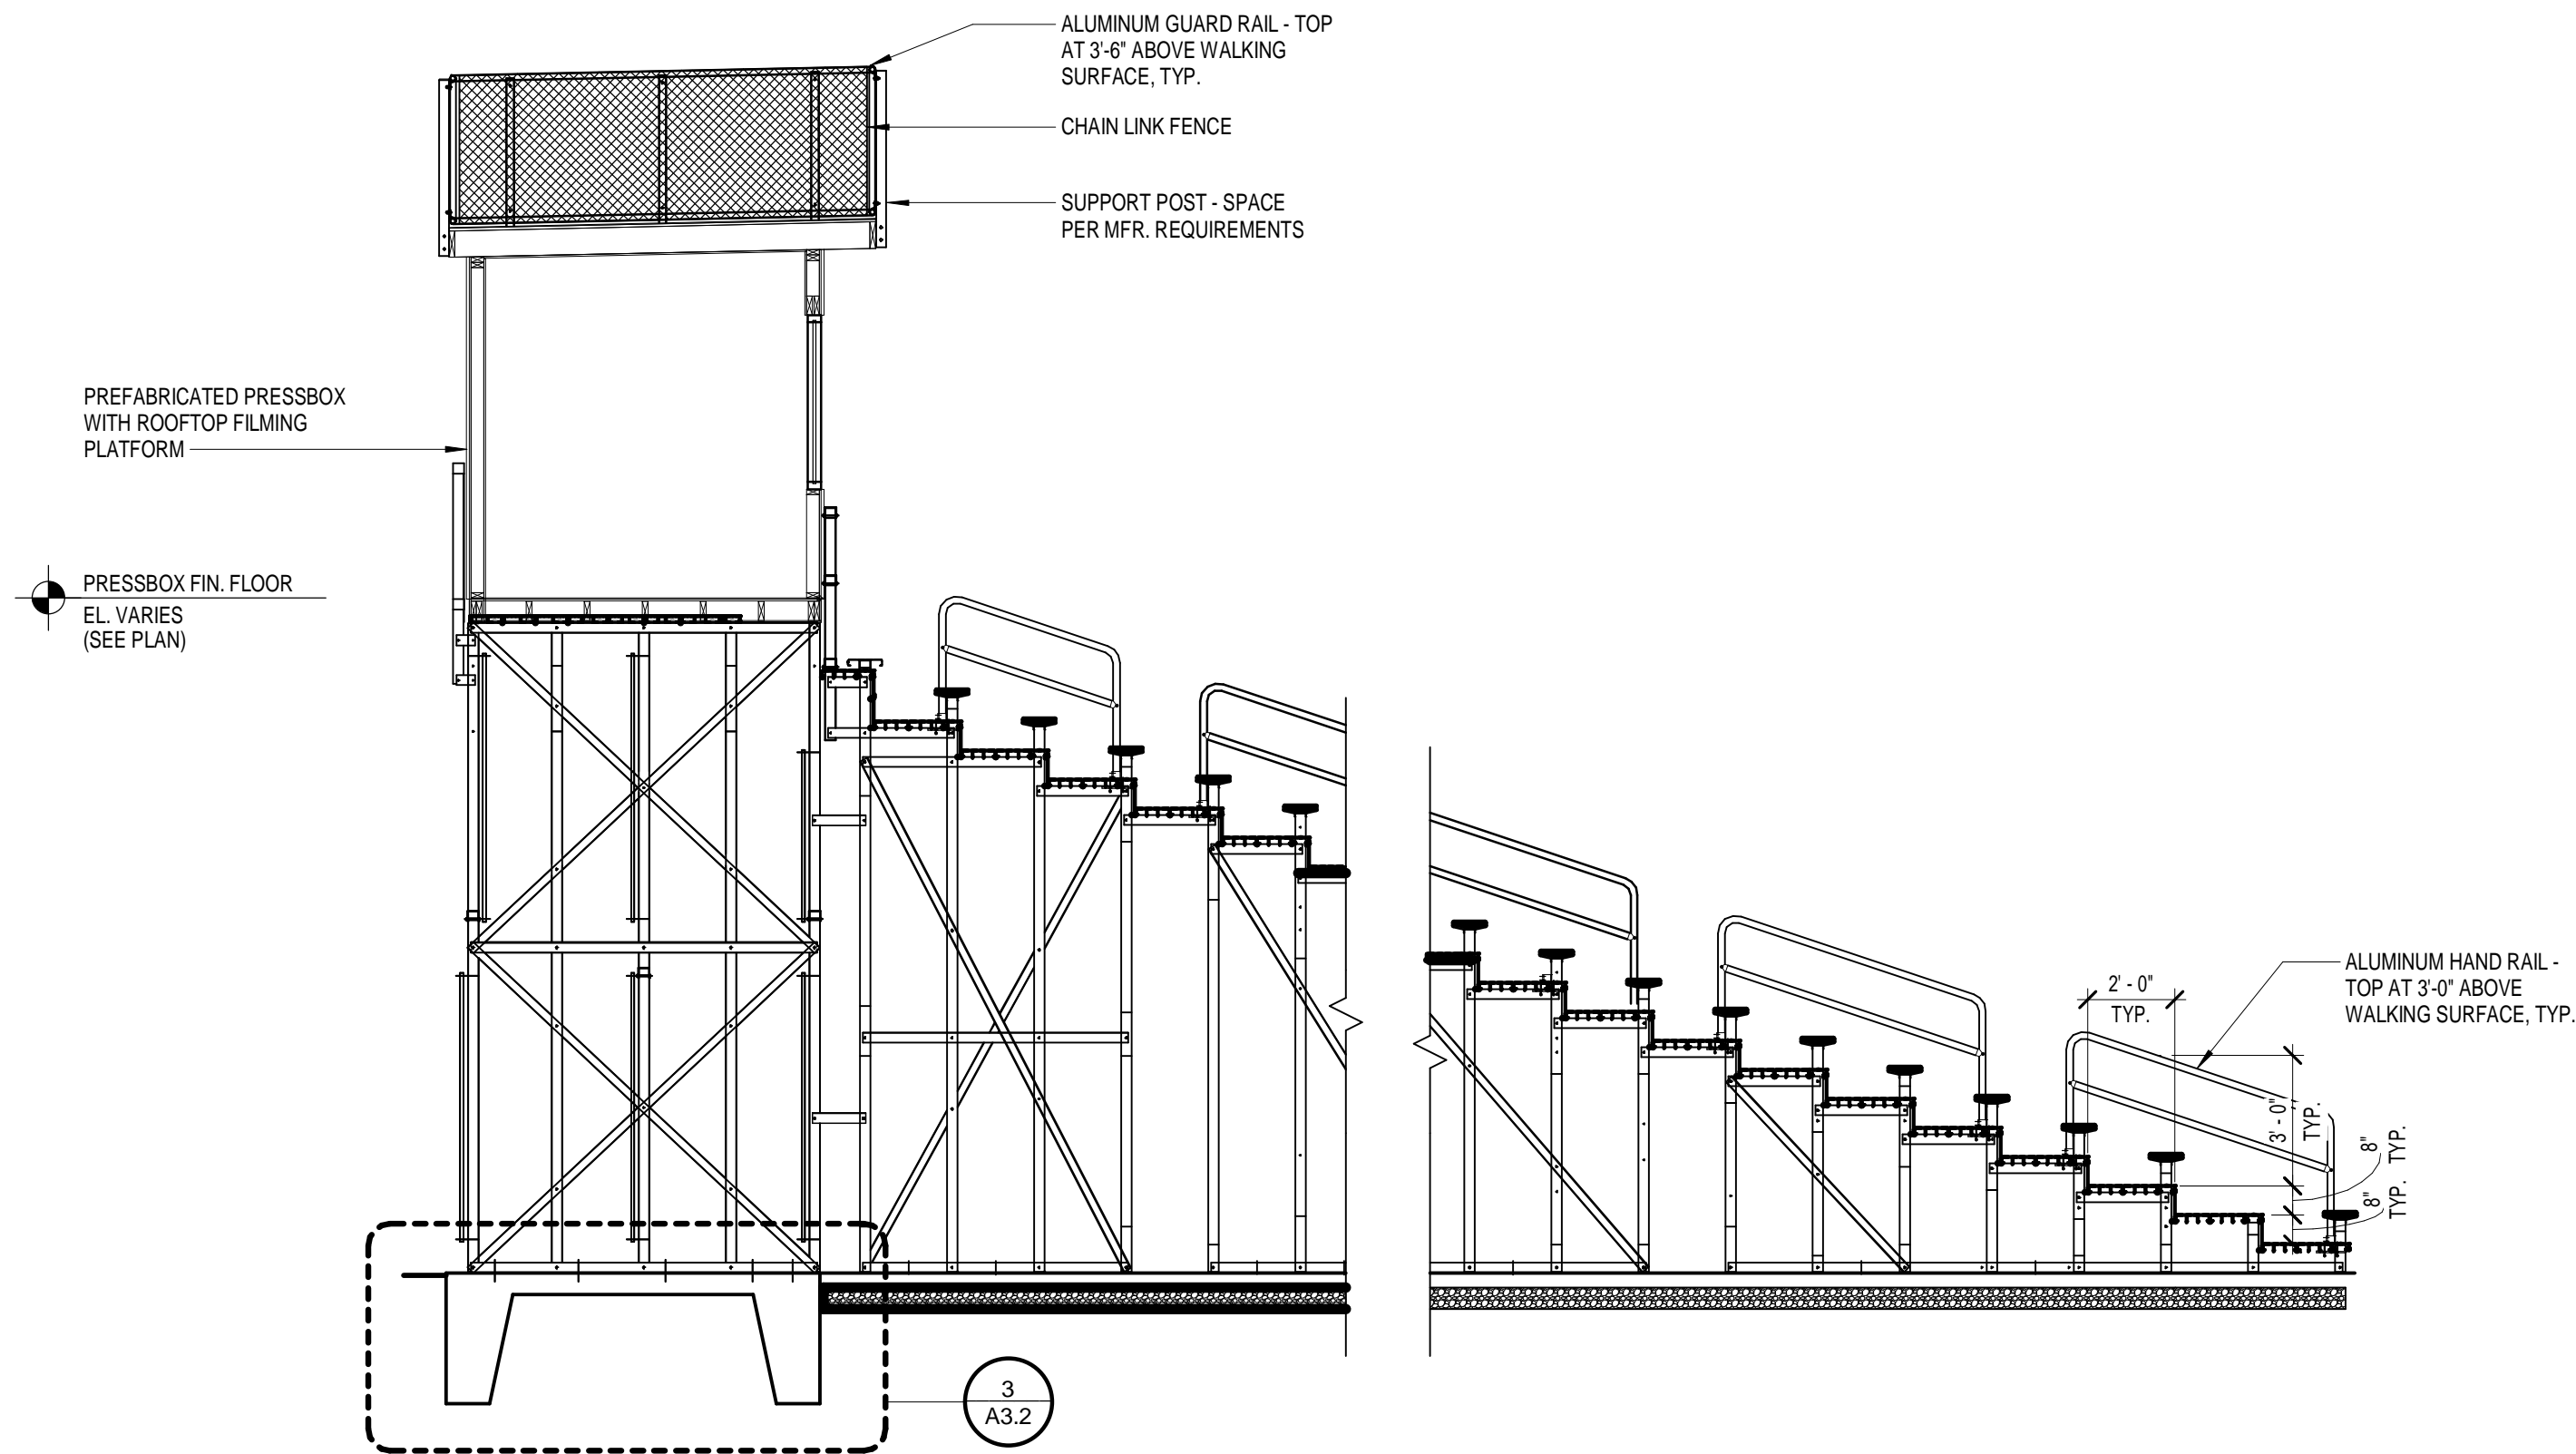 ALUMINUM GUARD RAIL - TOP
AT 3'-6" ABOVE WALKING
SURFACE, TYP.
CHAIN LINK FENCE
SUPPORT POST - SPACE
PER MFR. REQUIREMENTS
PREFABRICATED PRESSBOX
WITH ROOFTOP FILMING
PLATFORM
PRESSBOX FIN. FLOOR
EL. VARIES
(SEE PLAN)
ALUMINUM HAND RAIL -
TOP AT 3'-0" ABOVE
WALKING SURFACE, TYP.
2' - 0"
TYP.
3' - 0"
TYP.
8"
TYP.
8"
TYP.
3
A3.2